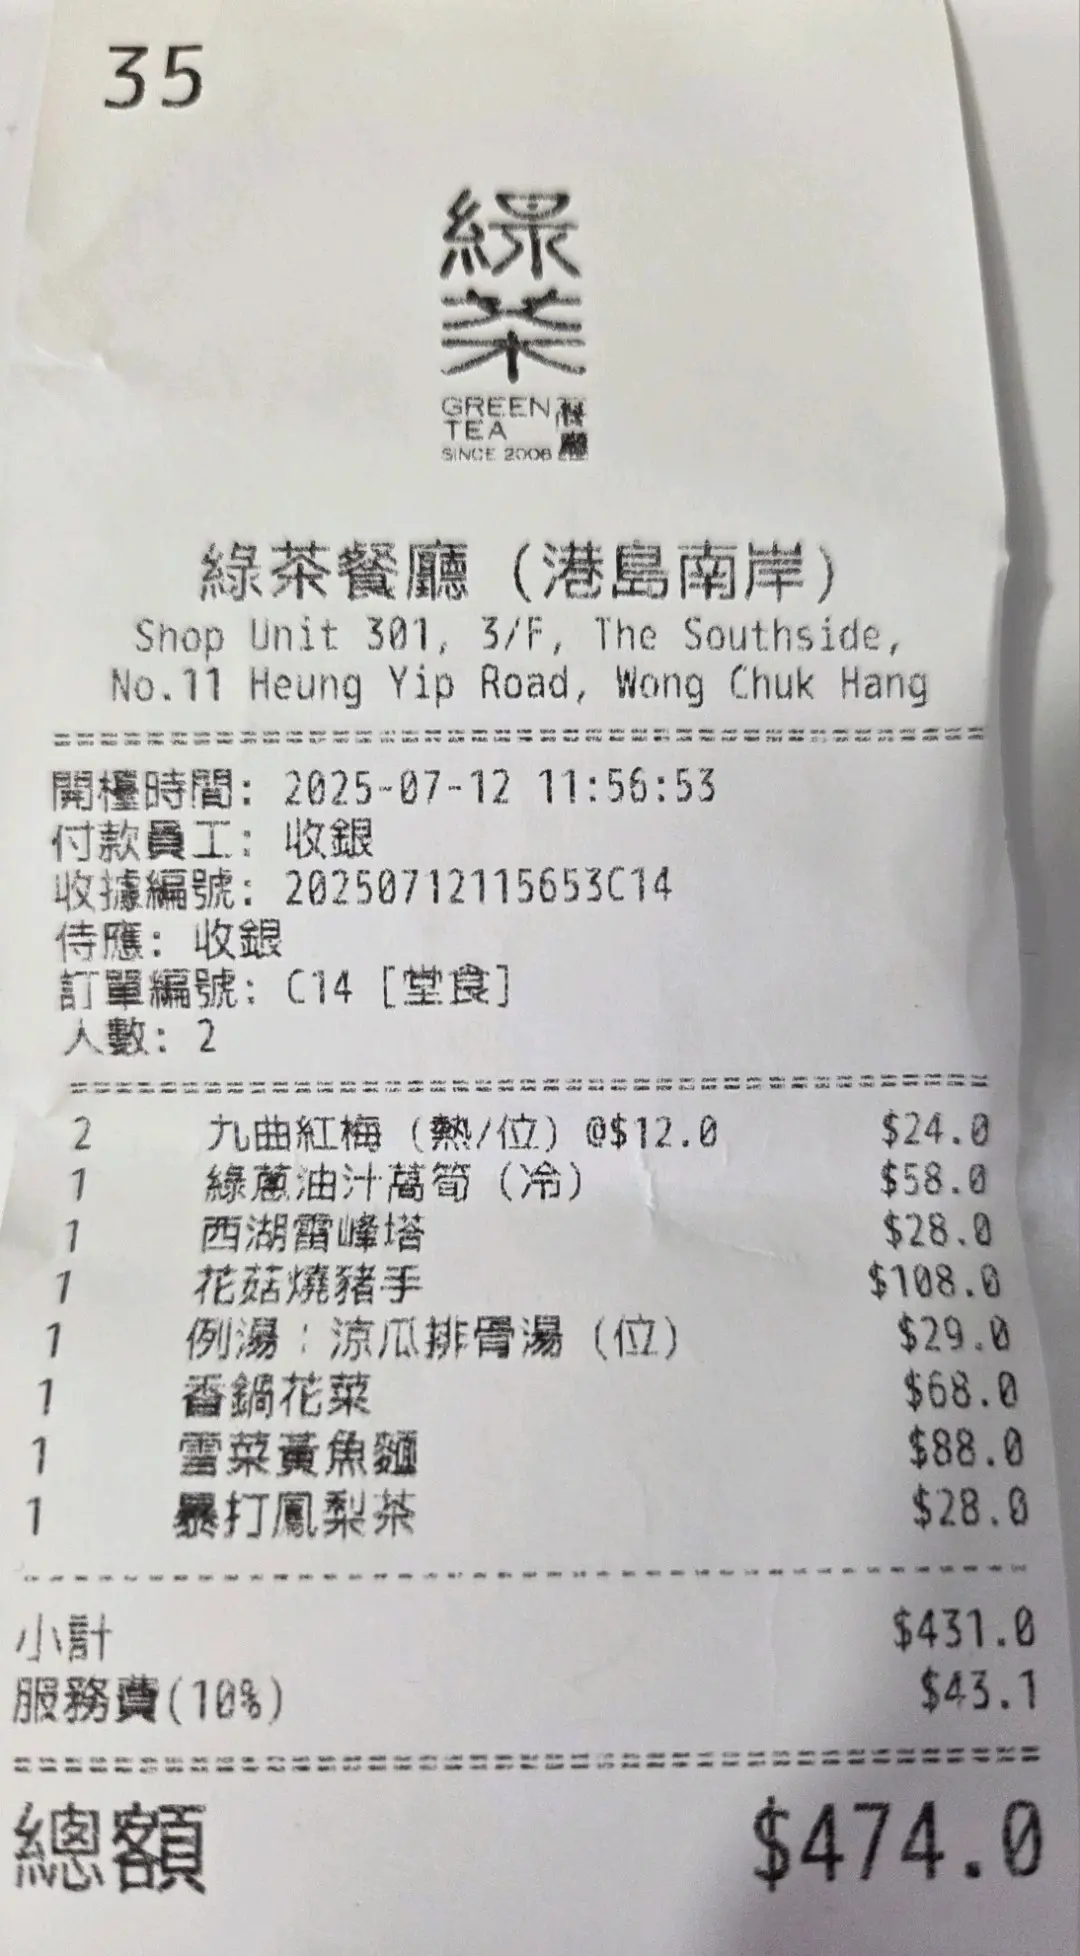 35
綠茶
GREEN TEA 餐廳
SINCE 2008
綠茶餐廳 (港島南岸)
Shop Unit 301, 3/F, The Southside,
No.11 Heung Yip Road, Wong Chuk Hang
開檯時間: 2025-07-12 11:56:53
付款員工: 收銀
收據編號: 20250712115653C14
侍應: 收銀
訂單編號: C14 [堂食]
人數: 2
2 九曲紅梅 (熱/位) @$12.0 $24.0
1 綠蔥油汁萵筍 (冷) $58.0
1 西湖雷峰塔 $28.0
1 花菇燒豬手 $108.0
1 例湯:涼瓜排骨湯 (位) $29.0
1 香鍋花菜 $68.0
1 雪菜黃魚麵 $88.0
1 暴打鳳梨茶 $28.0
小計 $431.0
服務費(10%) $43.1
總額 $474.0